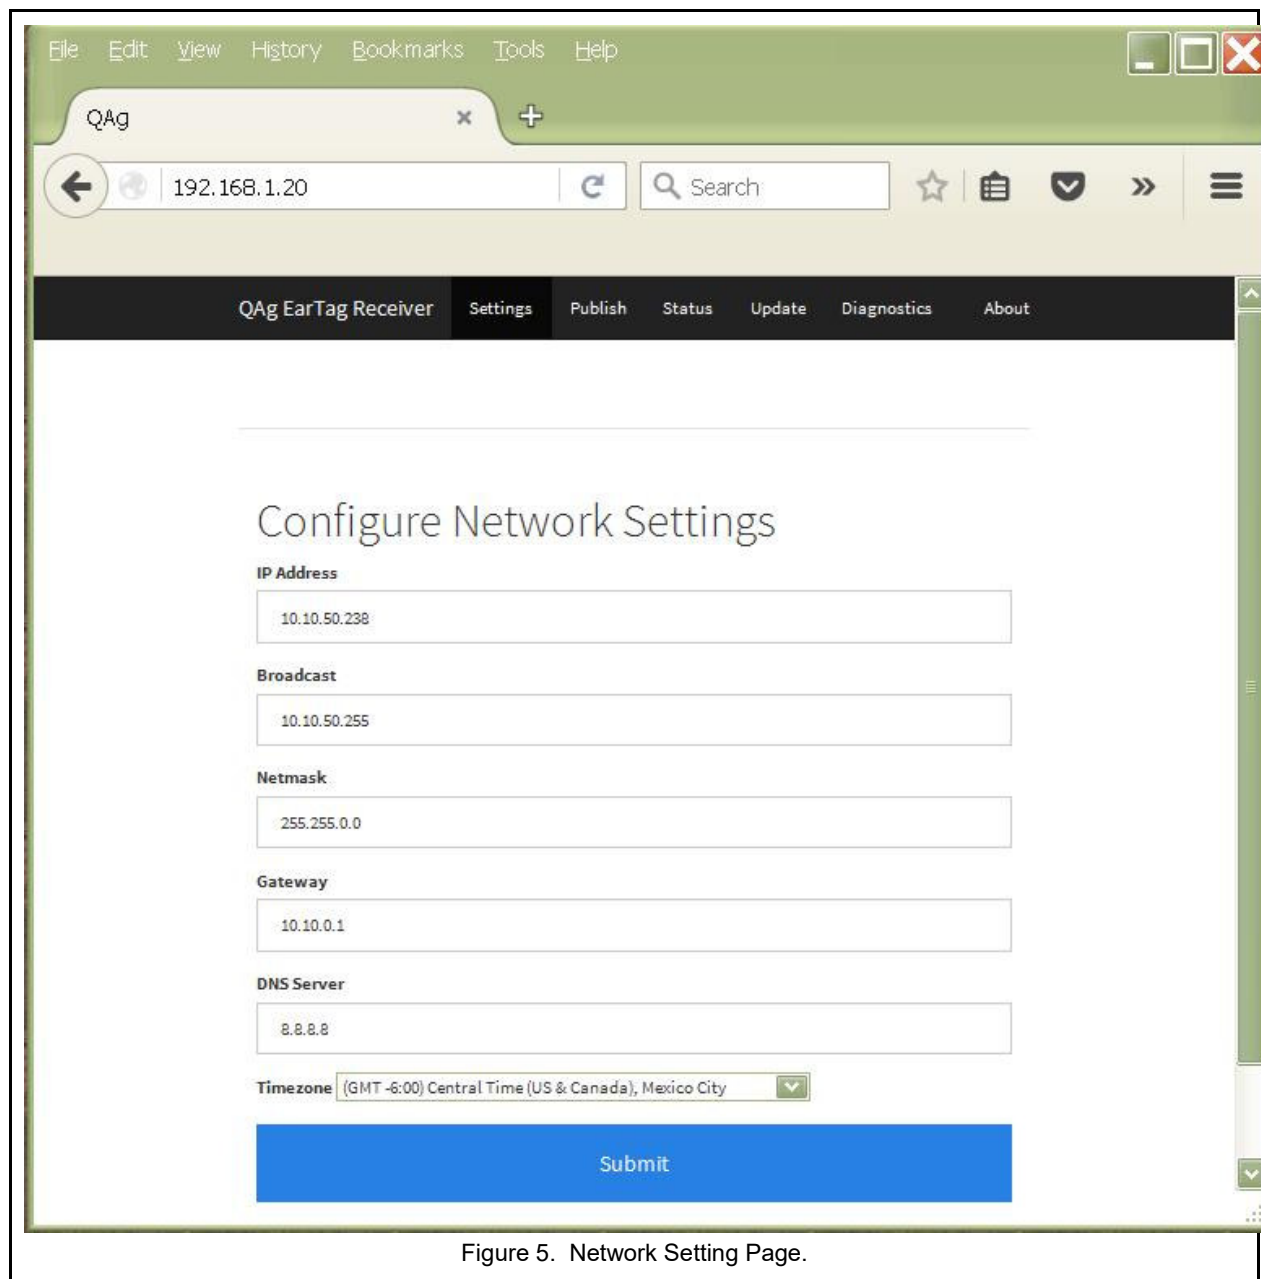 File Edit View History Bookmarks Tools Help
QAg
192.168.1.20 Search
QAg EarTag Receiver Settings Publish Status Update Diagnostics About
Configure Network Settings
IP Address
10.10.50.238
Broadcast
10.10.50.255
Netmask
255.255.0.0
Gateway
10.10.0.1
DNS Server
8.8.8.8
Timezone (GMT -6:00) Central Time (US & Canada), Mexico City
Submit
Figure 5. Network Setting Page.